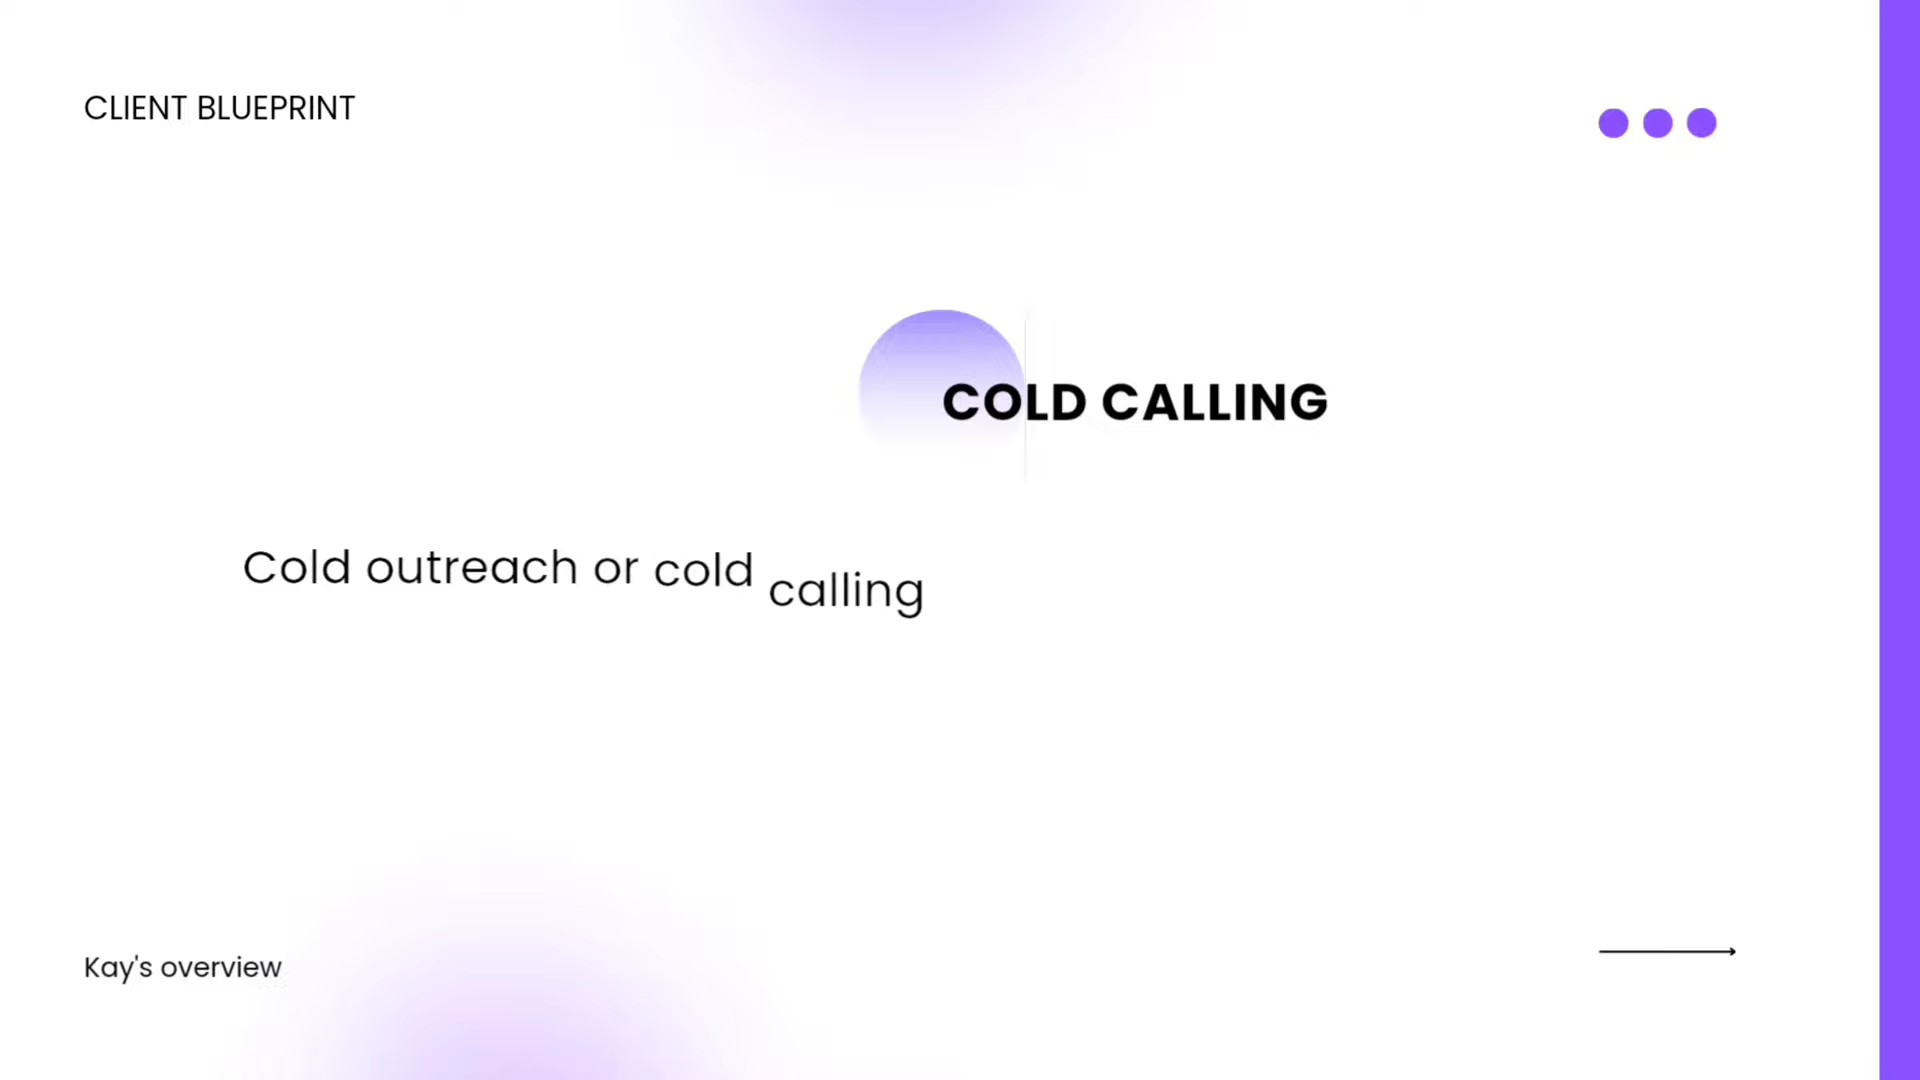 CLIENT BLUEPRINT
COLD CALLING
Cold outreach or cold calling
Kay's overview